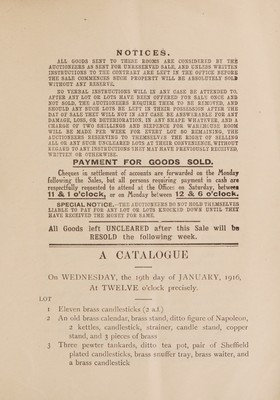 NOTICES.
ALL GOODS SENT TO THESE ROOMS ARE CONSIDERED BY THE
AUCTIONEERS AS SENT FOR UNRESERVED SALE, AND UNLESS WRITTEN
INSTRUCTIONS TO THE CONTRARY ARE LEFT IN THE OFFICE BEFORE
THE SALE COMMENCES SUCH PROPERTY WILL BE ABSOLUTELY SOLD
WITHOUT ANY RESERVE.
NO VERBAL INSTRUCTIONS WILL IN ANY CASE BE ATTENDED TO.
AFTER ANY LOT OR LOTS HAVE BEEN OFFERED FOR SALE ONCE AND
NOT SOLD, THE AUCTIONEERS REQUIRE THEM TO BE REMOVED, AND
SHOULD ANY SUCH LOTS BE LEFT IN THEIR POSSESSION AFTER THE
DAY OF SALE THEY WILL NOT IN ANY CASE BE ANSWERABLE FOR ANY
DAMAGE, LOSS, OR DETERIORATION, IN ANY SHAPE WHATEVER, AND A
CHARGE OF TWO SHILLINGS AND SIXPENCE FOR WAREHOUSE ROOM
WILL BE MADE PER WEEK FOR EVERY LOT SO REMAINING, THE
AUCTIONEERS RESERVING TO THEMSELVES THE RIGHT OF SELLING
ALL OR ANY SUCH UNCLEARED LOTS AT THEIR CONVENIENCE, WITHOUT
REGARD TO ANY INSTRUCTIONS THEY MAY HAVE PREVIOUSLY RECEIVED
WRITTEN OR OTHERWISE.
PAYMENT FOR GOODS SOLD.
Cheques in settlement of accounts are forwarded on the Monday
following the Sales, but all persons requiring payment in cash are
respectfully requested to attend at the Offices on Saturday, between
11 & 1 o'clock, or on Monday between 12 & 6 o'clock.
SPECIAL NOTICE.—THE AUCTIONEERS DO NOT HOLD THEMSELVES
LIABLE TO PAY FOR ANY LOT OR LOTS KNOCKED DOWN UNTIL THEY
HAVE RECEIVED THE MONEY FOR SAME.
All Goods left UNCLEARED after this Sale will be
RESOLD the following week.
A CATALOGUE
On WEDNESDAY, the 19th day of JANUARY, 1916,
At TWELVE o'clock precisely.
LOT
1 Eleven brass candlesticks (2 a.f.)
2 An old brass calendar, brass stand, ditto figure of Napoleon,
2 kettles, candlestick, strainer, candle stand, copper
stand, and 3 pieces of brass
3 Three pewter tankards, ditto tea pot, pair of Sheffield
plated candlesticks, brass snuffer tray, brass waiter, and
a brass candlestick